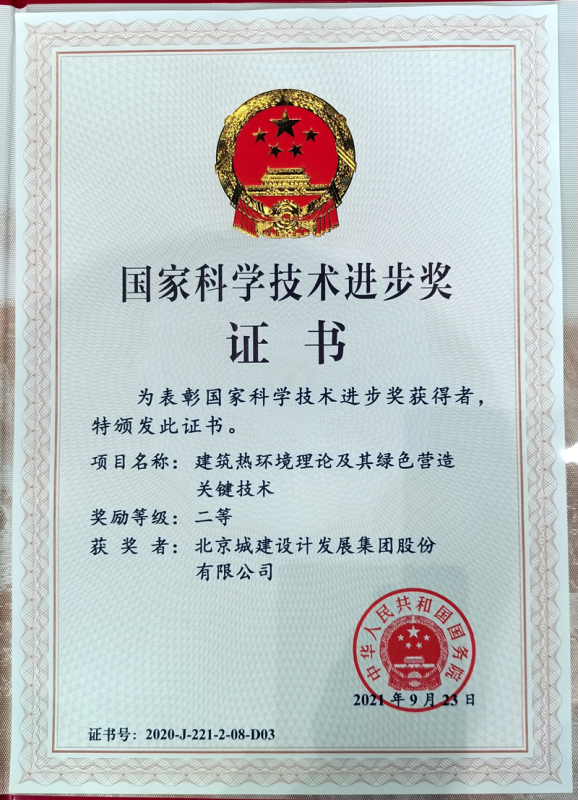 国家科学技术进步奖
证书
为表彰国家科学技术进步奖获得者，
特颁发此证书。
项目名称：建筑热环境理论及其绿色营造
关键技术
奖励等级：二等
获奖者：北京城建设计发展集团股份
有限公司
中华人民共和国国务院
2021年9月23日
证书号：2020-J-221-2-08-D03